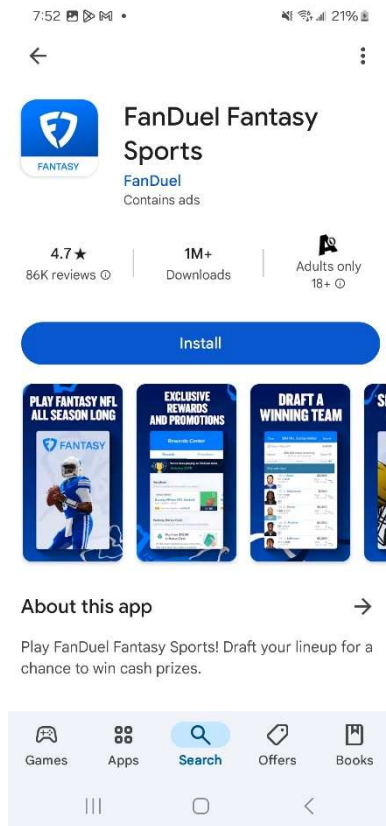 7:52
21%
FANTASY
FanDuel Fantasy
Sports
FanDuel
Contains ads
4.7★
86K reviews
1M+
Downloads
Adults only
18+
Install
PLAY FANTASY NFL
ALL SEASON LONG
FANTASY
EXCLUSIVE
REWARDS
AND PROMOTIONS
Rewards Center
DRAFT A
WINNING TEAM
About this app
Play FanDuel Fantasy Sports! Draft your lineup for a
chance to win cash prizes.
Games
Apps
Search
Offers
Books